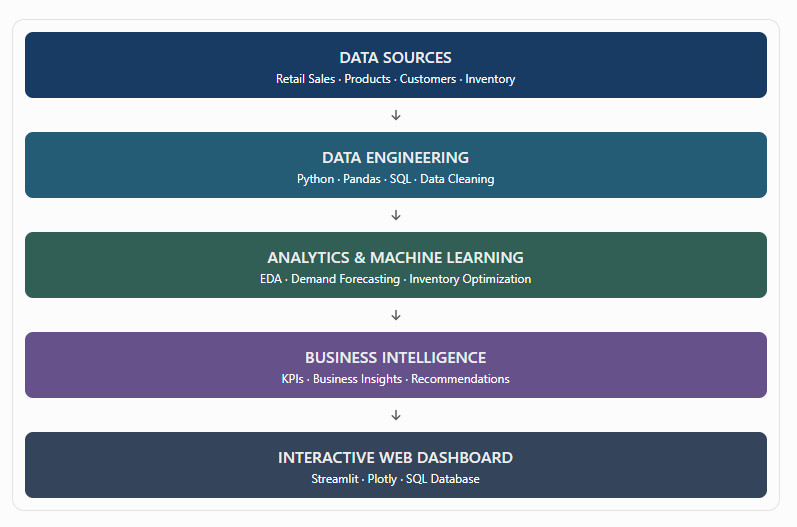 DATA SOURCES
Retail Sales · Products · Customers · Inventory
↓
DATA ENGINEERING
Python · Pandas · SQL · Data Cleaning
↓
ANALYTICS & MACHINE LEARNING
EDA · Demand Forecasting · Inventory Optimization
↓
BUSINESS INTELLIGENCE
KPIs · Business Insights · Recommendations
↓
INTERACTIVE WEB DASHBOARD
Streamlit · Plotly · SQL Database